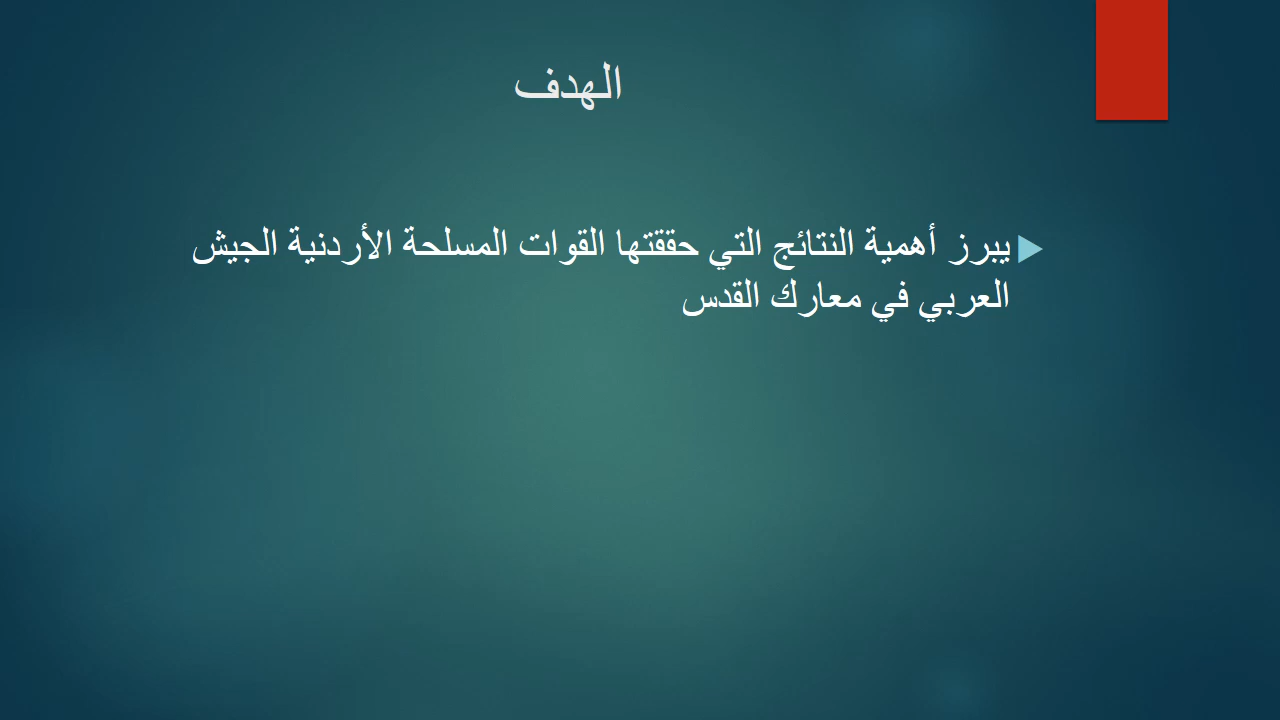 الهدف
يبرز أهمية النتائج التي حققتها القوات المسلحة الأردنية الجيش
العربي في معارك القدس